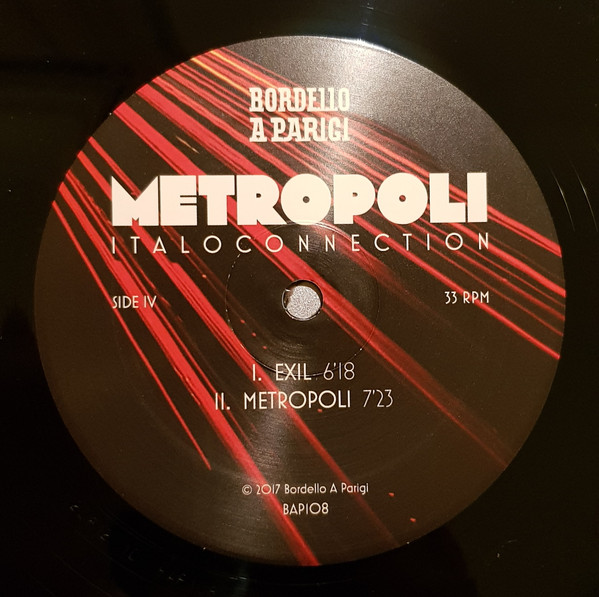 BORDELLO
A PARIGI
METROPOLI
ITALOCONNECTION
SIDE IV
33 RPM
I. EXIL 6'18
II. METROPOLI 7'23
© 2017 Bordello A Parigi
BAP108